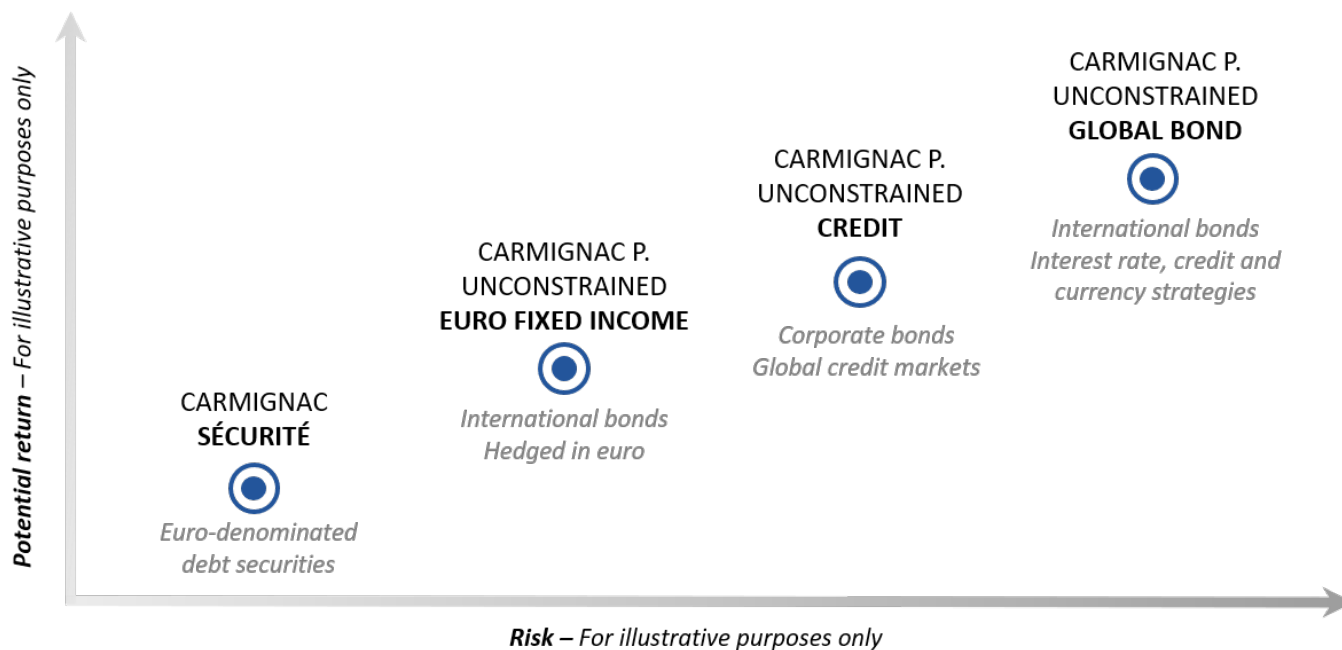 Potential return – For illustrative purposes only
CARMIGNAC
SÉCURITÉ
Euro-denominated
debt securities
CARMIGNAC P.
UNCONSTRAINED
EURO FIXED INCOME
International bonds
Hedged in euro
CARMIGNAC P.
UNCONSTRAINED
CREDIT
Corporate bonds
Global credit markets
CARMIGNAC P.
UNCONSTRAINED
GLOBAL BOND
International bonds
Interest rate, credit and
currency strategies
Risk – For illustrative purposes only